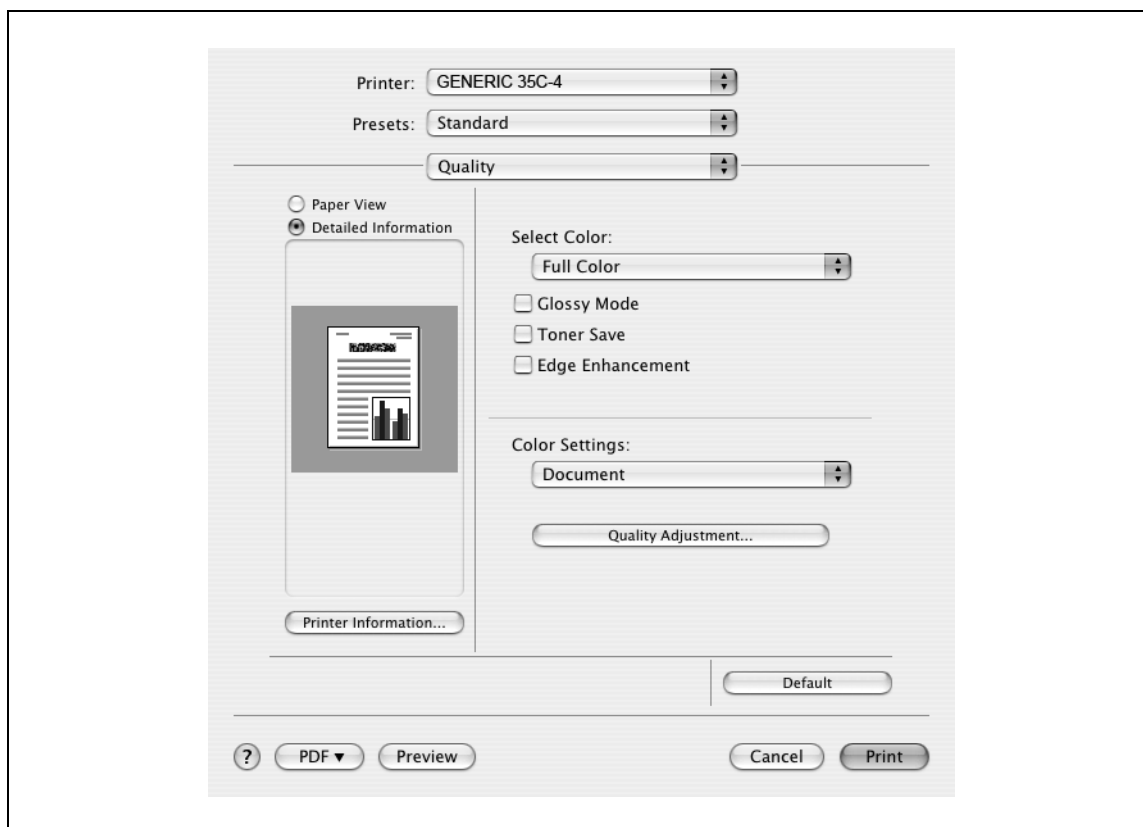 Printer: GENERIC 35C-4
Presets: Standard
Quality
Paper View
Detailed Information
Select Color:
Full Color
Glossy Mode
Toner Save
Edge Enhancement
Color Settings:
Document
Quality Adjustment...
Printer Information...
Default
? PDF▼ Preview Cancel Print